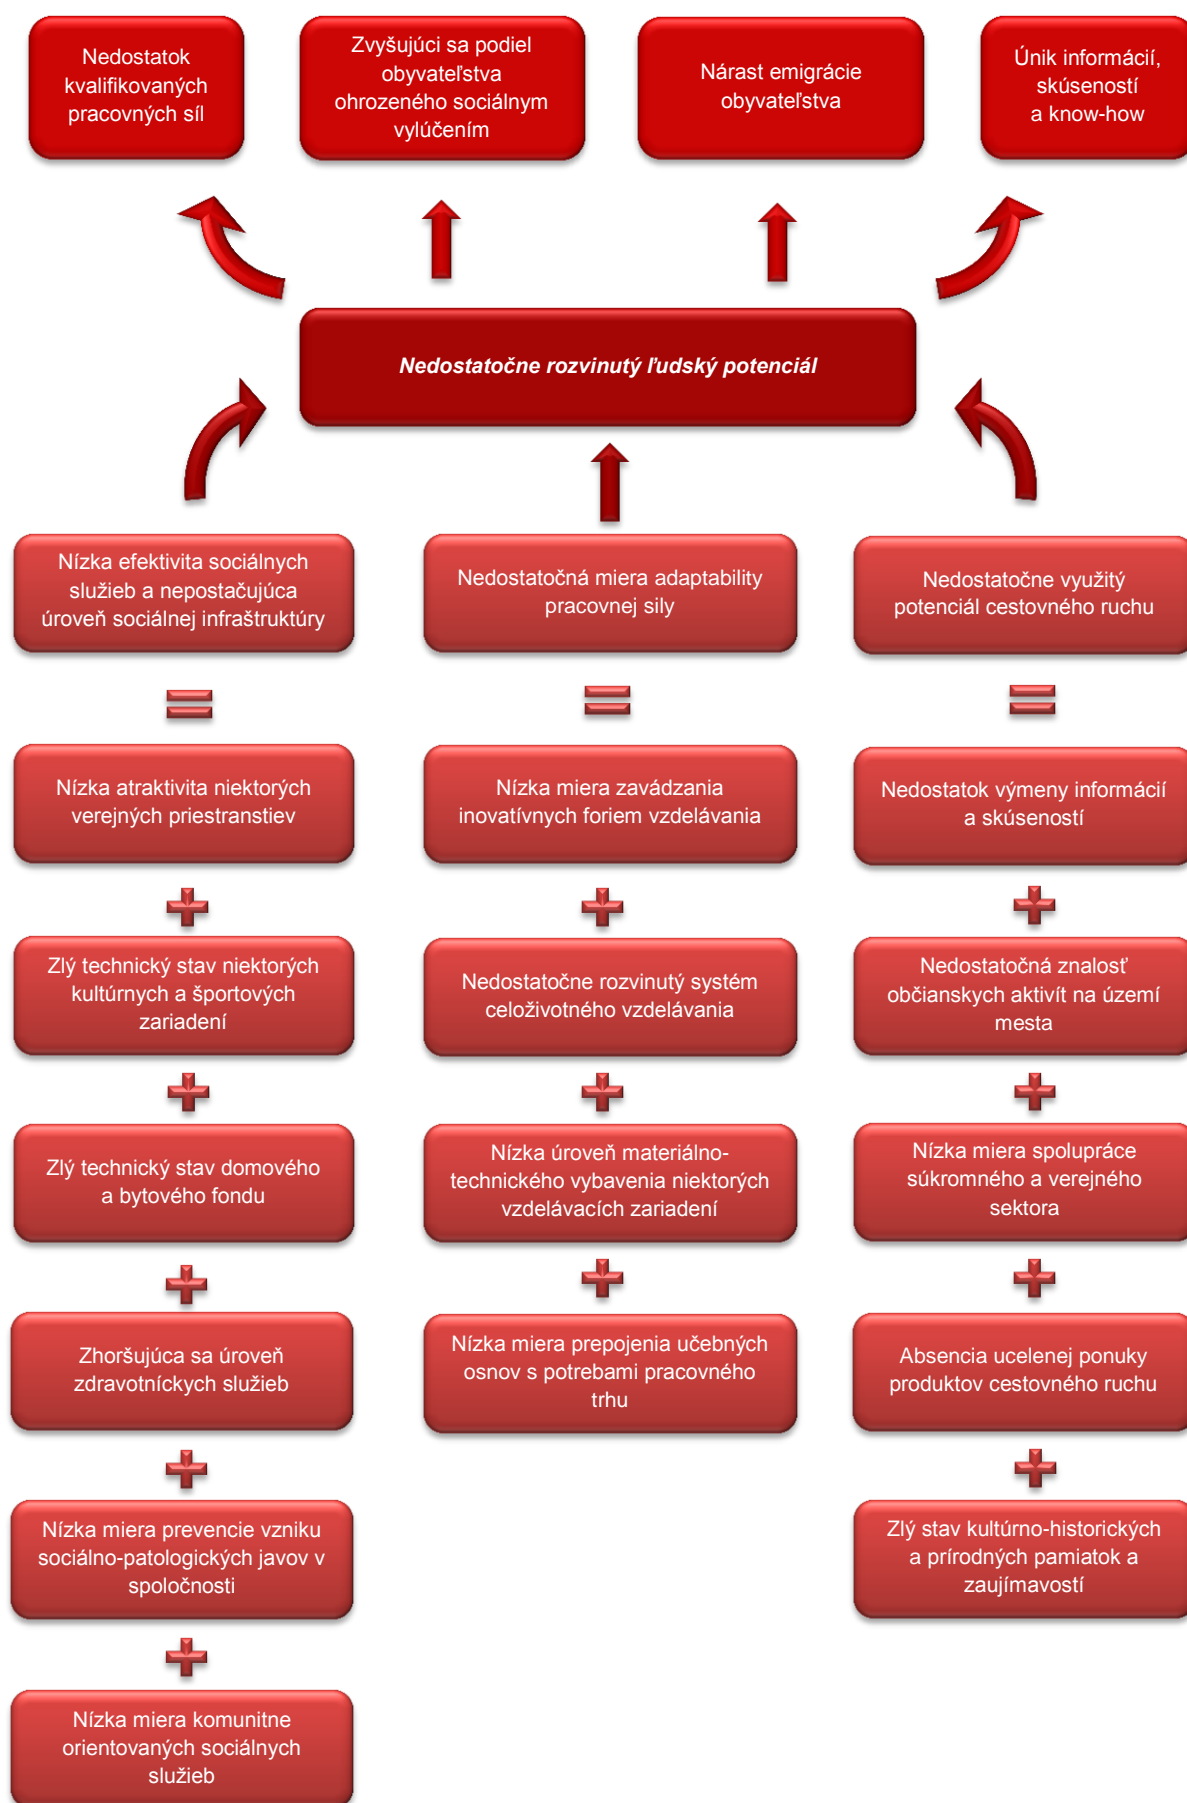 Nedostatok
kvalifikovaných
pracovných síl
Zvyšujúci sa podiel
obyvateľstva
ohrozeného sociálnym
vylúčením
Nárast emigrácie
obyvateľstva
Únik informácií,
skúseností
a know-how
Nedostatočne rozvinutý ľudský potenciál
Nízka efektivita sociálnych
služieb a nepostačujúca
úroveň sociálnej infraštruktúry
Nedostatočná miera adaptability
pracovnej sily
Nedostatočne využitý
potenciál cestovného ruchu
Nízka atraktivita niektorých
verejných priestranstiev
Nízka miera zavádzania
inovatívnych foriem vzdelávania
Nedostatok výmeny informácií
a skúseností
Zlý technický stav niektorých
kultúrnych a športových
zariadení
Nedostatočne rozvinutý systém
celoživotného vzdelávania
Nedostatočná znalosť
občianskych aktivít na území
mesta
Zlý technický stav domového
a bytového fondu
Nízka úroveň materiálno-
technického vybavenia niektorých
vzdelávacích zariadení
Nízka miera spolupráce
súkromného a verejného
sektora
Zhoršujúca sa úroveň
zdravotníckych služieb
Nízka miera prepojenia učebných
osnov s potrebami pracovného
trhu
Absencia ucelenej ponuky
produktov cestovného ruchu
Nízka miera prevencie vzniku
sociálno-patologických javov v
spoločnosti
Zlý stav kultúrno-historických
a prírodných pamiatok a
zaujímavostí
Nízka miera komunitne
orientovaných sociálnych
služieb